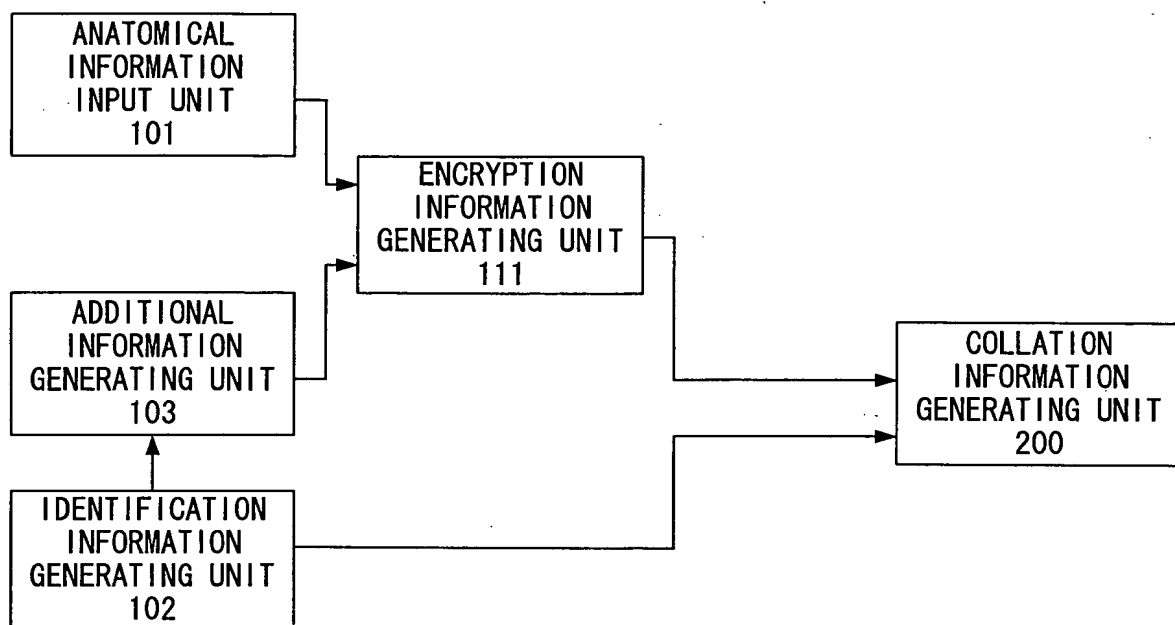 ANATOMICAL
INFORMATION
INPUT UNIT
101
ENCRYPTION
INFORMATION
GENERATING UNIT
111
ADDITIONAL
INFORMATION
GENERATING UNIT
103
COLLATION
INFORMATION
GENERATING UNIT
200
IDENTIFICATION
INFORMATION
GENERATING UNIT
102